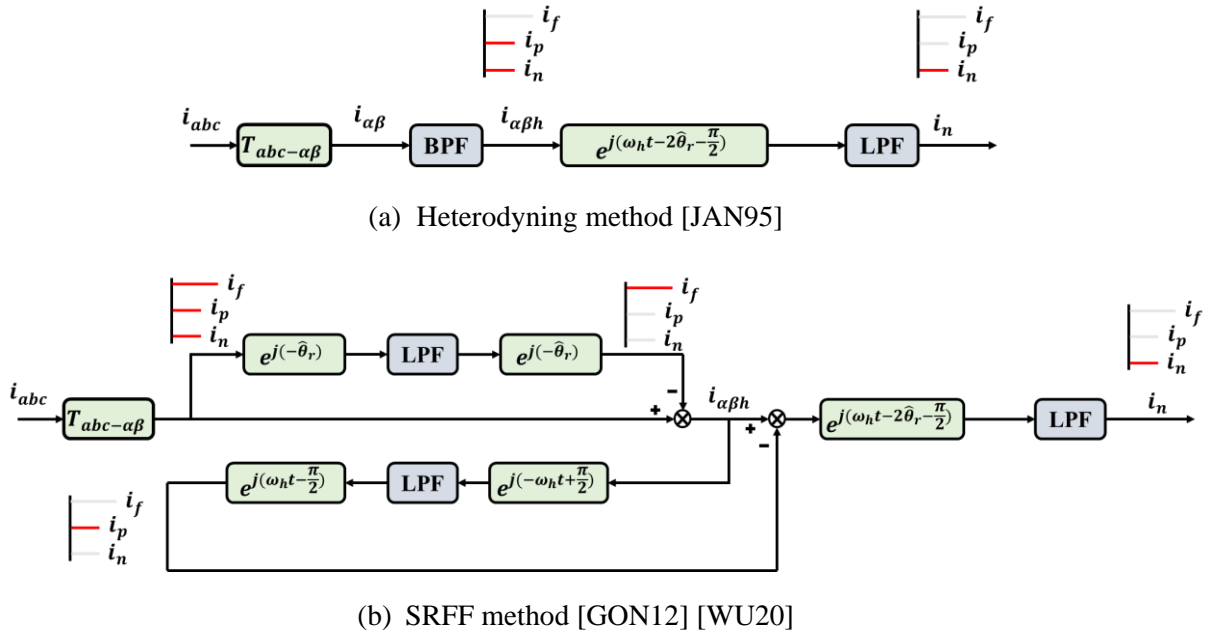 i_f
i_p
i_n
i_f
i_p
i_n
i_abc
T_abc−αβ
i_αβ
BPF
i_αβh
e^j(ω_h t−2θ̂_r−π/2)
LPF
i_n
(a) Heterodyning method [JAN95]
i_f
i_p
i_n
i_f
i_p
i_n
i_f
i_p
i_n
e^j(−θ̂_r)
LPF
e^j(−θ̂_r)
i_abc
T_abc−αβ
−
+
i_αβh
+
−
e^j(ω_h t−2θ̂_r−π/2)
LPF
i_n
e^j(ω_h t−π/2)
LPF
e^j(−ω_h t+π/2)
i_f
i_p
i_n
(b) SRFF method [GON12] [WU20]